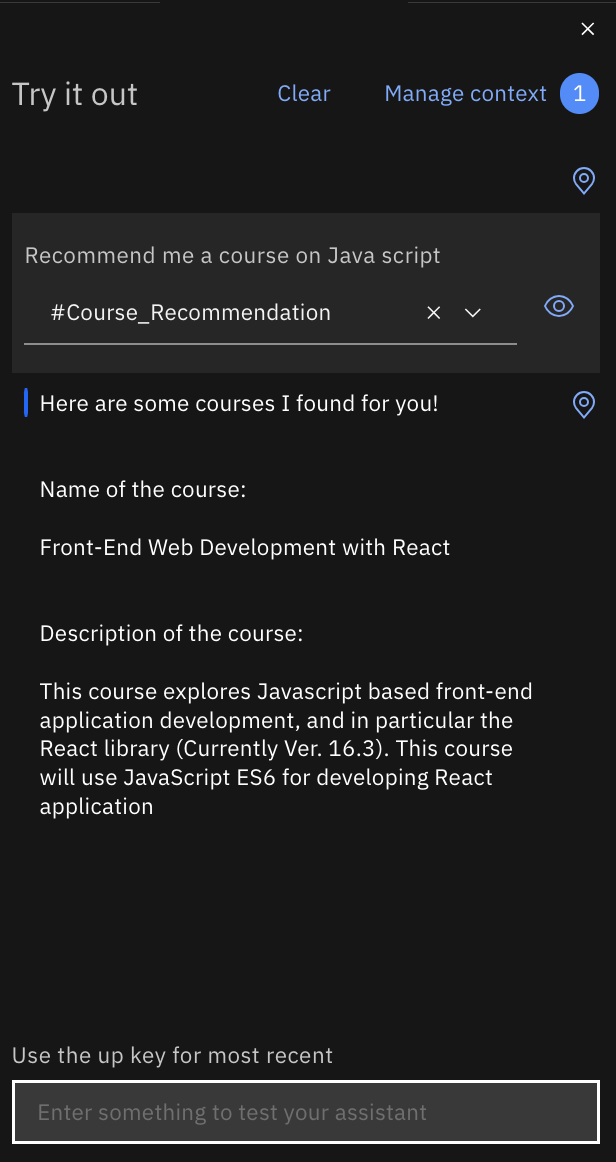 Try it out
Clear
Manage context
1
Recommend me a course on Java script
#Course_Recommendation
Here are some courses I found for you!
Name of the course:
Front-End Web Development with React
Description of the course:
This course explores Javascript based front-end
application development, and in particular the
React library (Currently Ver. 16.3). This course
will use JavaScript ES6 for developing React
application
Use the up key for most recent
Enter something to test your assistant